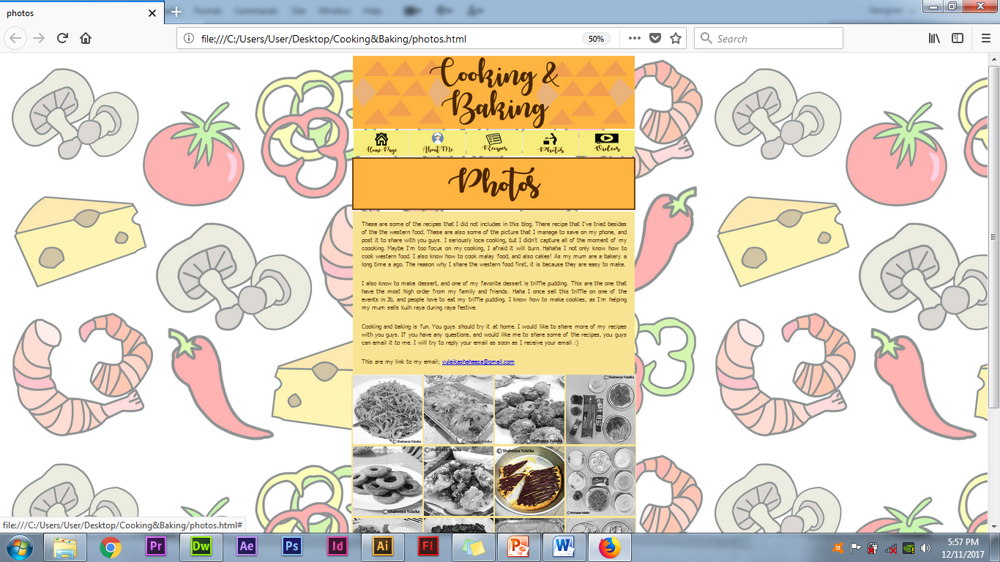 photos
Format Commands Site Window Help
Designer
file:///C:/Users/User/Desktop/Cooking&Baking/photos.html
50%
Search
Cooking &
Baking
Home Page About Me Recipes Photos Videos
Photos
These are some of the recipes that I did not includes in this blog. There recipe that I've tried besides
of the the western food. These are also some of the picture that I manage to save on my phone, and
post it to share with you guys. I seriously loce cooking, but I didn't capture all of the moment of my
coooking. Maybe I'm too focus on my cooking, I afraid it will burn. Hahaha I not only know how to
cook western food. I also know how to cook malay food, and also cakes! As my mum are a bakery a
long time a ago. The reason why I share the western food first, it is because they are easy to make.
I also know to make dessert, and one of my favorite dessert is triffle pudding. This are the one that
have the most high order from my family and friends. Haha I once sell this triffle on one of the
events in Jb, and people love to eat my triffle pudding. I know how to make cookies, as I'm helping
my mum sells kuih raya during raya festive.
Cooking and baking is fun. You guys should try it at home. I would like to share more of my recipes
with you guys. If you have any questions, and would like me to share some of the recipes, you guys
can email it to me. I will try to reply your email as soon as I receive your email :)
This are my link to my email; yulaikashaheeza@gmail.com
© Shaheeza Yulaika
© Shaheeza Yulaika
© Shaheeza Yulaika
© Shaheeza Yulaika
© Shaheeza Yulaika
© Shaheeza Yulaika
© Shaheeza Yulaika
© Shaheeza Yulaika
file:///C:/Users/User/Desktop/Cooking&Baking/photos.html#
Pr Dw Ae Ps Id Ai Fl
5:57 PM
12/11/2017